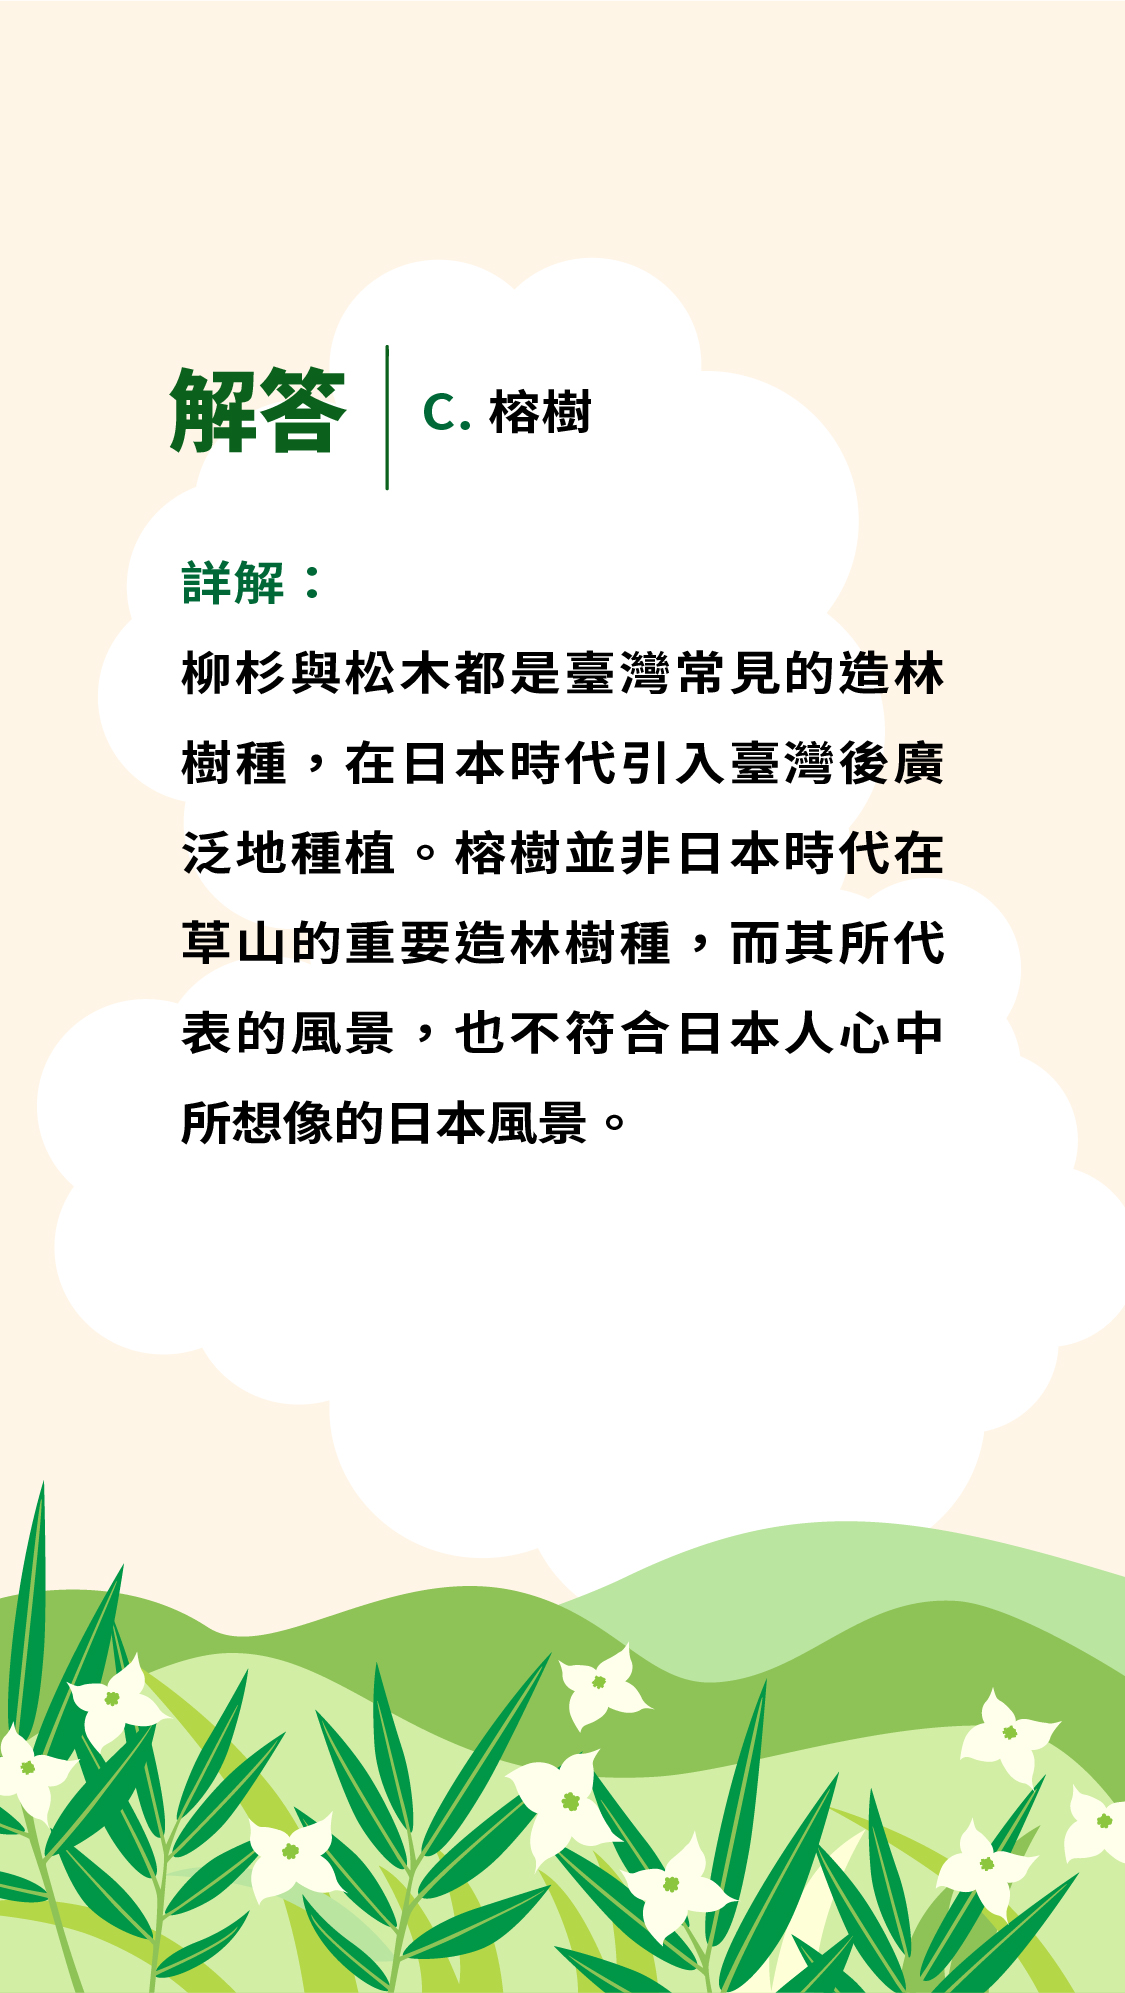 解答
C. 榕樹
詳解：
柳杉與松木都是臺灣常見的造林
樹種，在日本時代引入臺灣後廣
泛地種植。榕樹並非日本時代在
草山的重要造林樹種，而其所代
表的風景，也不符合日本人心中
所想像的日本風景。